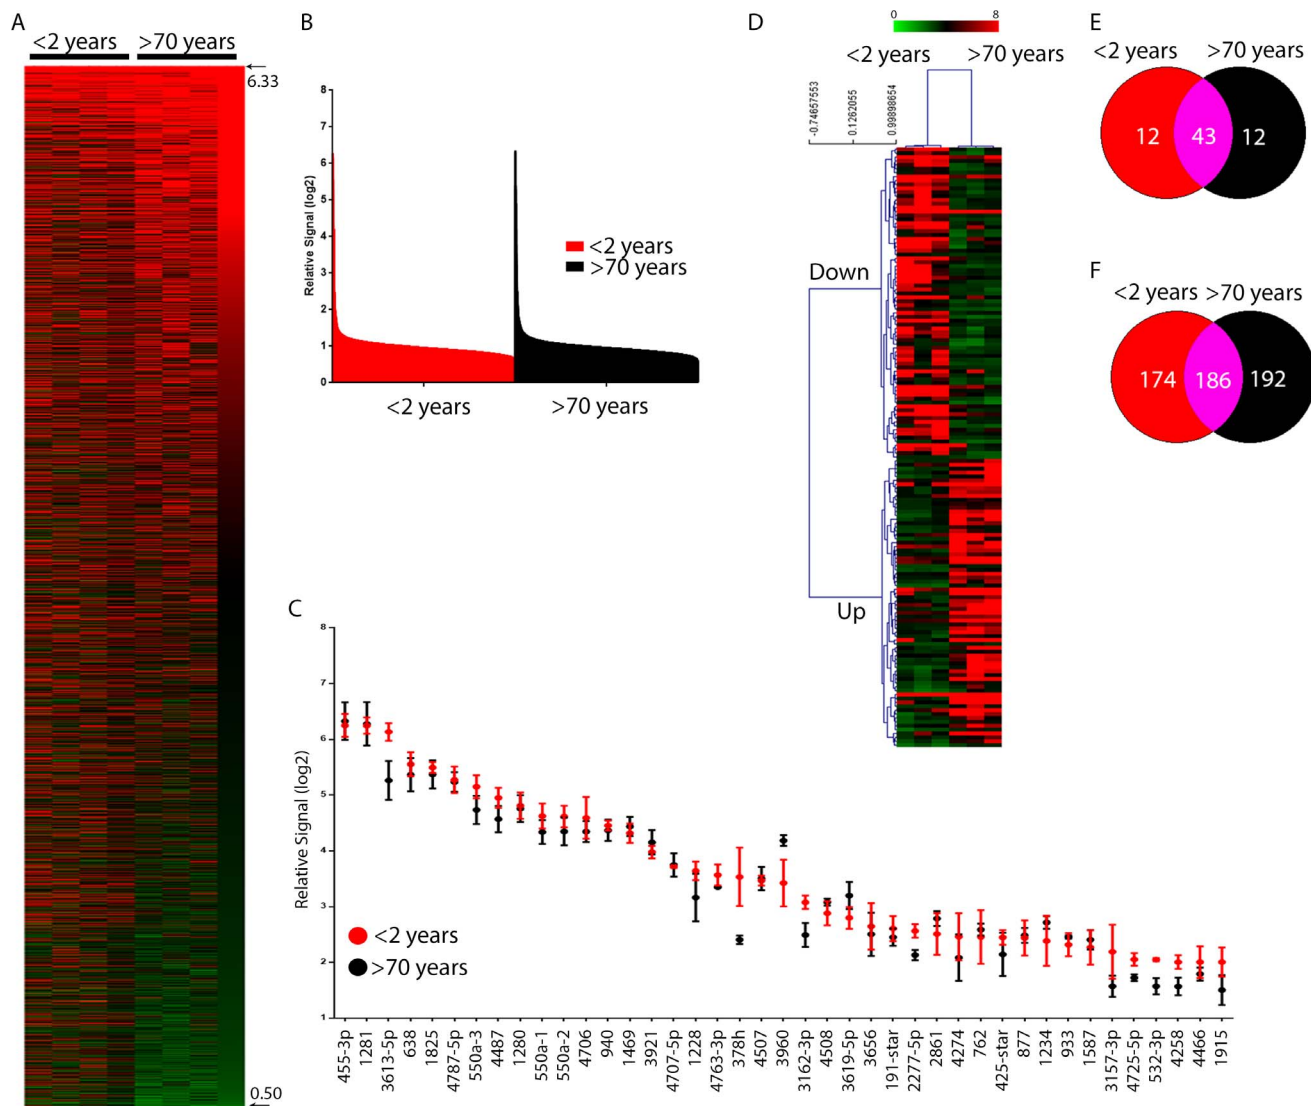 A
<2 years >70 years
6.33
0.50
B
Relative Signal (log2)
8
7
6
5
4
3
2
1
0
<2 years
>70 years
<2 years >70 years
C
Relative Signal (log2)
8
7
6
5
4
3
2
1
<2 years
>70 years
455-3p
1281
3613-5p
638
1825
4787-5p
550a-3
4487
1280
550a-1
550a-2
4706
940
1469
3921
4707-5p
1228
4763-3p
378h
4507
3960
3162-3p
4508
3619-5p
3656
191-star
2277-5p
2861
4274
762
425-star
877
1234
933
1587
3157-3p
4725-5p
532-3p
4258
4466
1915
D
0 8
<2 years >70 years
-0.74657553
0.1262055
0.99898654
Down
Up
E
<2 years >70 years
12 43 12
F
<2 years >70 years
174 186 192